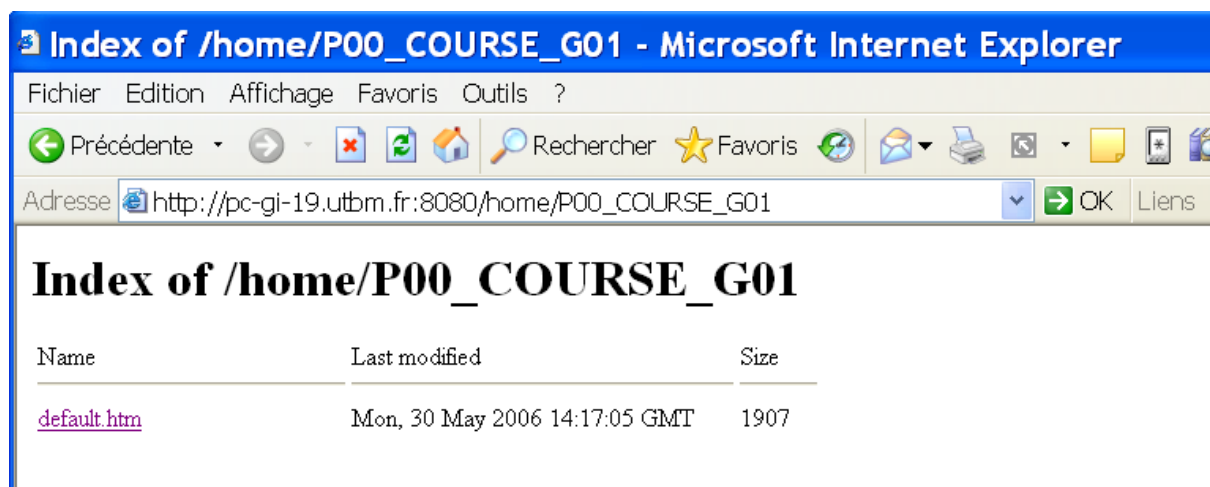 Index of /home/P00_COURSE_G01 - Microsoft Internet Explorer
Fichier Edition Affichage Favoris Outils ?
Précédente Rechercher Favoris
Adresse http://pc-gi-19.utbm.fr:8080/home/P00_COURSE_G01 OK Liens
Index of /home/P00_COURSE_G01
Name Last modified Size
default.htm Mon, 30 May 2006 14:17:05 GMT 1907